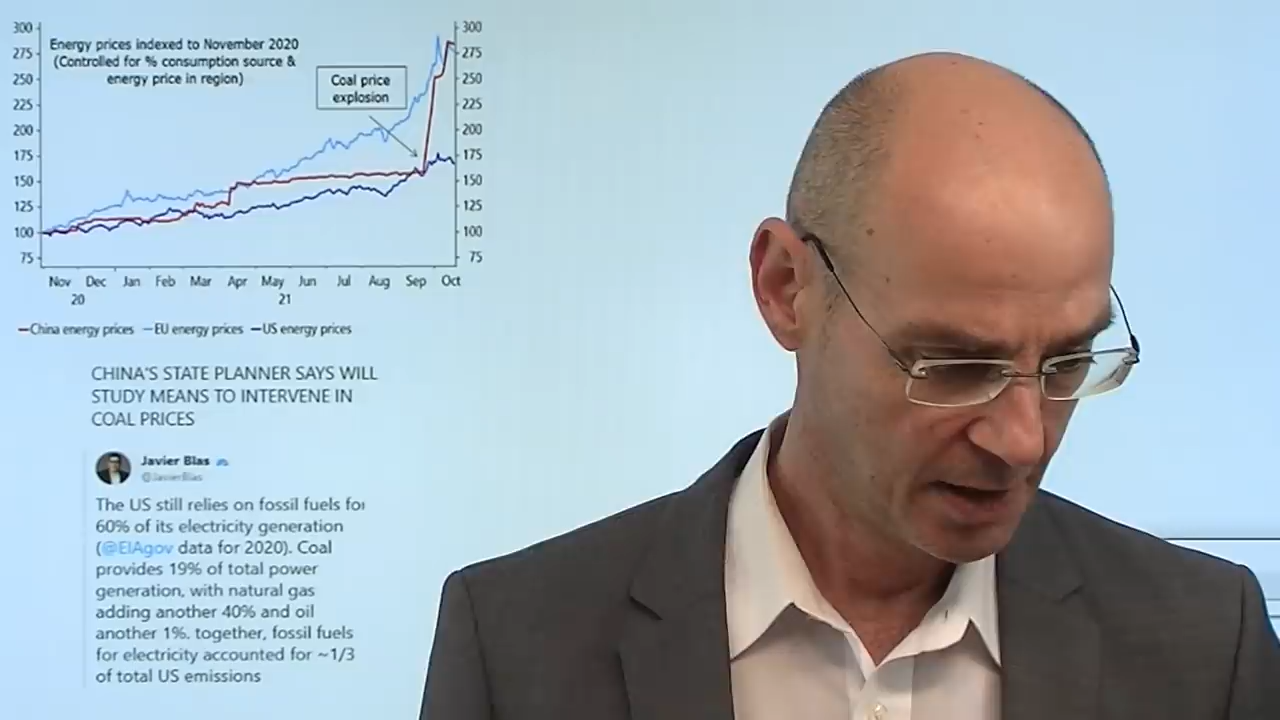 300
275
250
225
200
175
150
125
100
75
Energy prices indexed to November 2020
(Controlled for % consumption source &
energy price in region)
Coal price
explosion
300
275
250
225
200
175
150
125
100
75
Nov Dec Jan Feb Mar Apr May Jun Jul Aug Sep Oct
20 21
China energy prices EU energy prices US energy prices
CHINA'S STATE PLANNER SAYS WILL
STUDY MEANS TO INTERVENE IN
COAL PRICES
Javier Blas
@JavierBlas
The US still relies on fossil fuels for
60% of its electricity generation
(@EIAgov data for 2020). Coal
provides 19% of total power
generation, with natural gas
adding another 40% and oil
another 1%. together, fossil fuels
for electricity accounted for ~1/3
of total US emissions